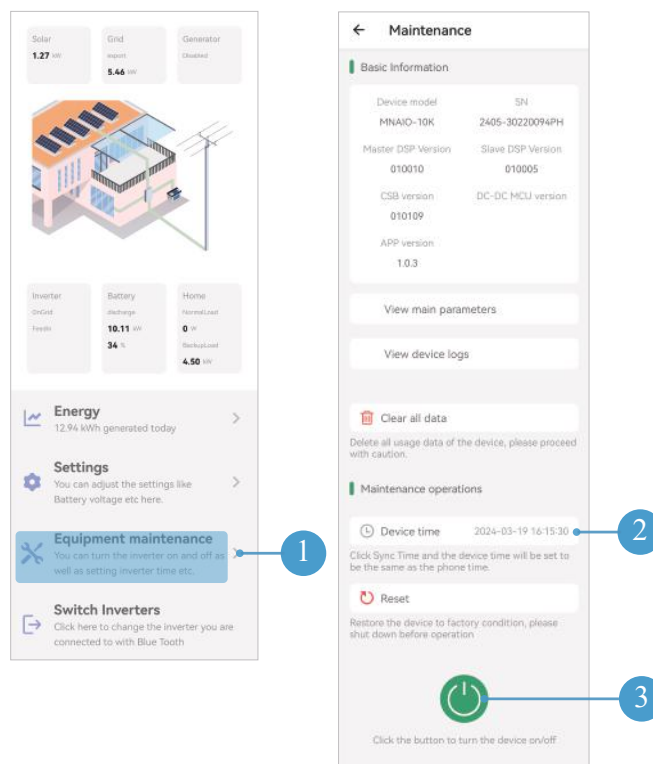 Solar
1.27 kW
Grid
export
5.46 kW
Generator
Disabled
Inverter
OnGrid
FeedIn
Battery
discharge
10.11 kW
34 %
Home
NormalLoad
0 W
BackupLoad
4.50 kW
Energy
12.94 kWh generated today
Settings
You can adjust the settings like
Battery voltage etc here.
Equipment maintenance
You can turn the inverter on and off as
well as setting inverter time etc.
1
Switch Inverters
Click here to change the inverter you are
connected to with Blue Tooth
Maintenance
Basic Information
Device model
MNAIO-10K
SN
2405-30220094PH
Master DSP Version
010010
Slave DSP Version
010005
CSB version
010109
DC-DC MCU version
APP version
1.0.3
View main parameters
View device logs
Clear all data
Delete all usage data of the device, please proceed
with caution.
Maintenance operations
Device time 2024-03-19 16:15:30
2
Click Sync Time and the device time will be set to
be the same as the phone time.
Reset
Restore the device to factory condition, please
shut down before operation
3
Click the button to turn the device on/off